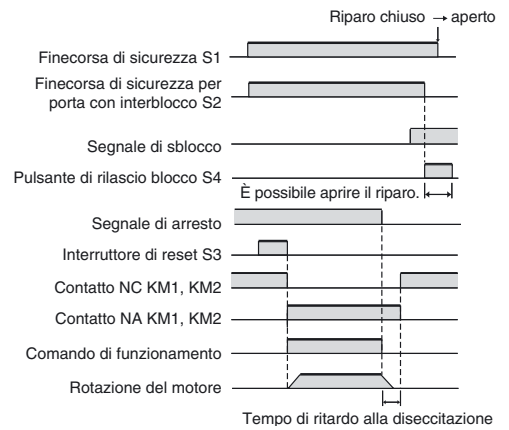 Riparo chiuso → aperto
Finecorsa di sicurezza S1
Finecorsa di sicurezza per
porta con interblocco S2
Segnale di sblocco
Pulsante di rilascio blocco S4
È possibile aprire il riparo.
Segnale di arresto
Interruttore di reset S3
Contatto NC KM1, KM2
Contatto NA KM1, KM2
Comando di funzionamento
Rotazione del motore
Tempo di ritardo alla diseccitazione